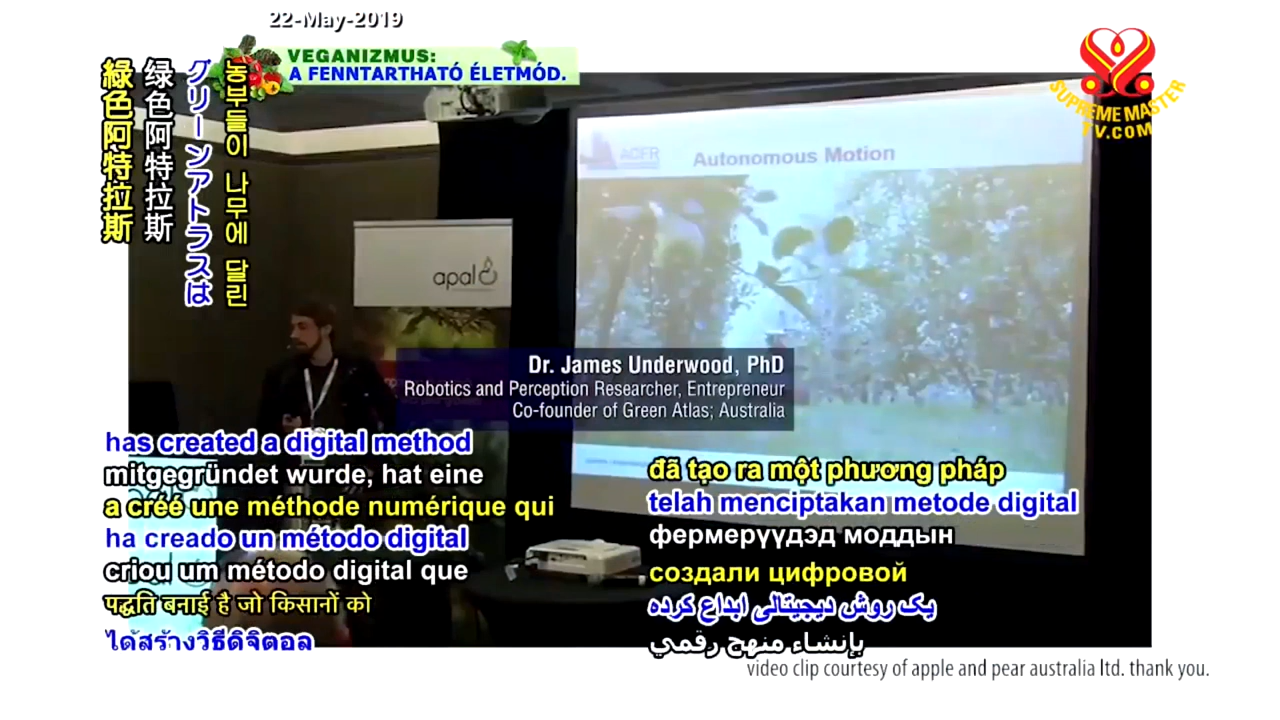 22-May-2019
VEGANIZMUS:
A FENNTARTHATÓ ÉLETMÓD.
SUPREME MASTER
TV.COM
綠色阿特拉斯
绿色阿特拉斯
グリーンアトラスは
농부들이 나무에 달린
ACFR
Autonomous Motion
apal
Dr. James Underwood, PhD
Robotics and Perception Researcher, Entrepreneur
Co-founder of Green Atlas; Australia
has created a digital method
mitgegründet wurde, hat eine
a créé une méthode numérique qui
ha creado un método digital
criou um método digital que
पद्धति बनाई है जो किसानों को
ได้สร้างวิธีดิจิตอล
đã tạo ra một phương pháp
telah menciptakan metode digital
фермерүүдэд моддын
создали цифровой
یک روش دیجیتالی ابداع کرده
بإنشاء منهج رقمي
video clip courtesy of apple and pear australia ltd. thank you.